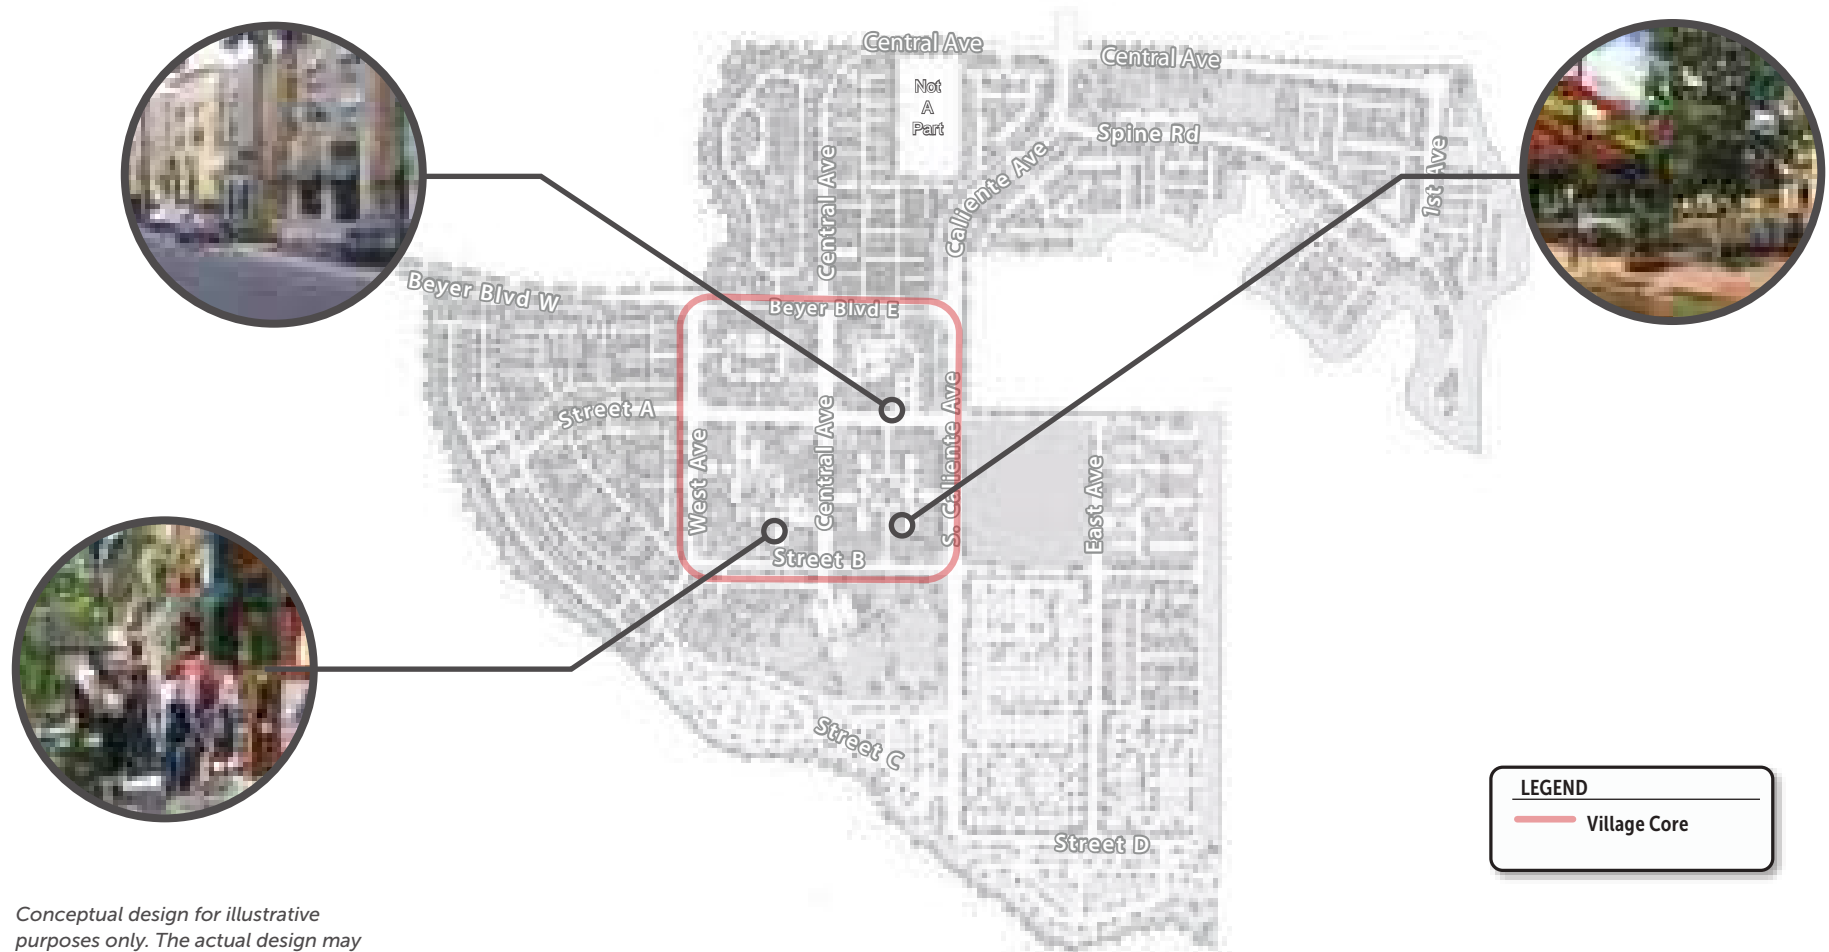 Central Ave
Central Ave
Not
A
Part
Spine Rd
1st Ave
Caliente Ave
Central Ave
Beyer Blvd W
Beyer Blvd E
Street A
West Ave
Central Ave
S. Caliente Ave
East Ave
Street B
Street C
Street D
LEGEND
Village Core
Conceptual design for illustrative
purposes only. The actual design may